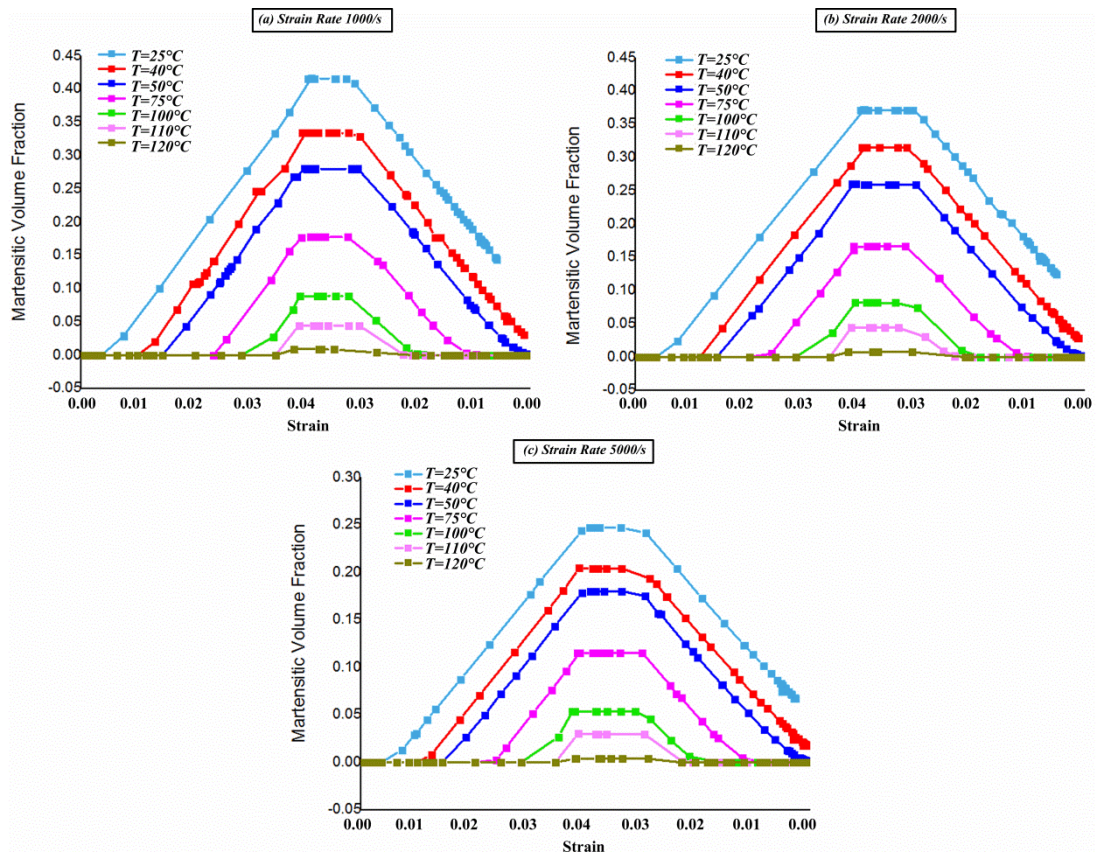 (a) Strain Rate 1000/s
Martensitic Volume Fraction
0.45
0.40
0.35
0.30
0.25
0.20
0.15
0.10
0.05
0.00
-0.05
T=25°C
T=40°C
T=50°C
T=75°C
T=100°C
T=110°C
T=120°C
0.00 0.01 0.02 0.03 0.04 0.03 0.02 0.01 0.00
Strain
(b) Strain Rate 2000/s
Martensitic Volume Fraction
0.45
0.40
0.35
0.30
0.25
0.20
0.15
0.10
0.05
0.00
-0.05
T=25°C
T=40°C
T=50°C
T=75°C
T=100°C
T=110°C
T=120°C
0.00 0.01 0.02 0.03 0.04 0.03 0.02 0.01 0.00
Strain
(c) Strain Rate 5000/s
Martensitic Volume Fraction
0.30
0.25
0.20
0.15
0.10
0.05
0.00
-0.05
T=25°C
T=40°C
T=50°C
T=75°C
T=100°C
T=110°C
T=120°C
0.00 0.01 0.02 0.03 0.04 0.03 0.02 0.01 0.00
Strain